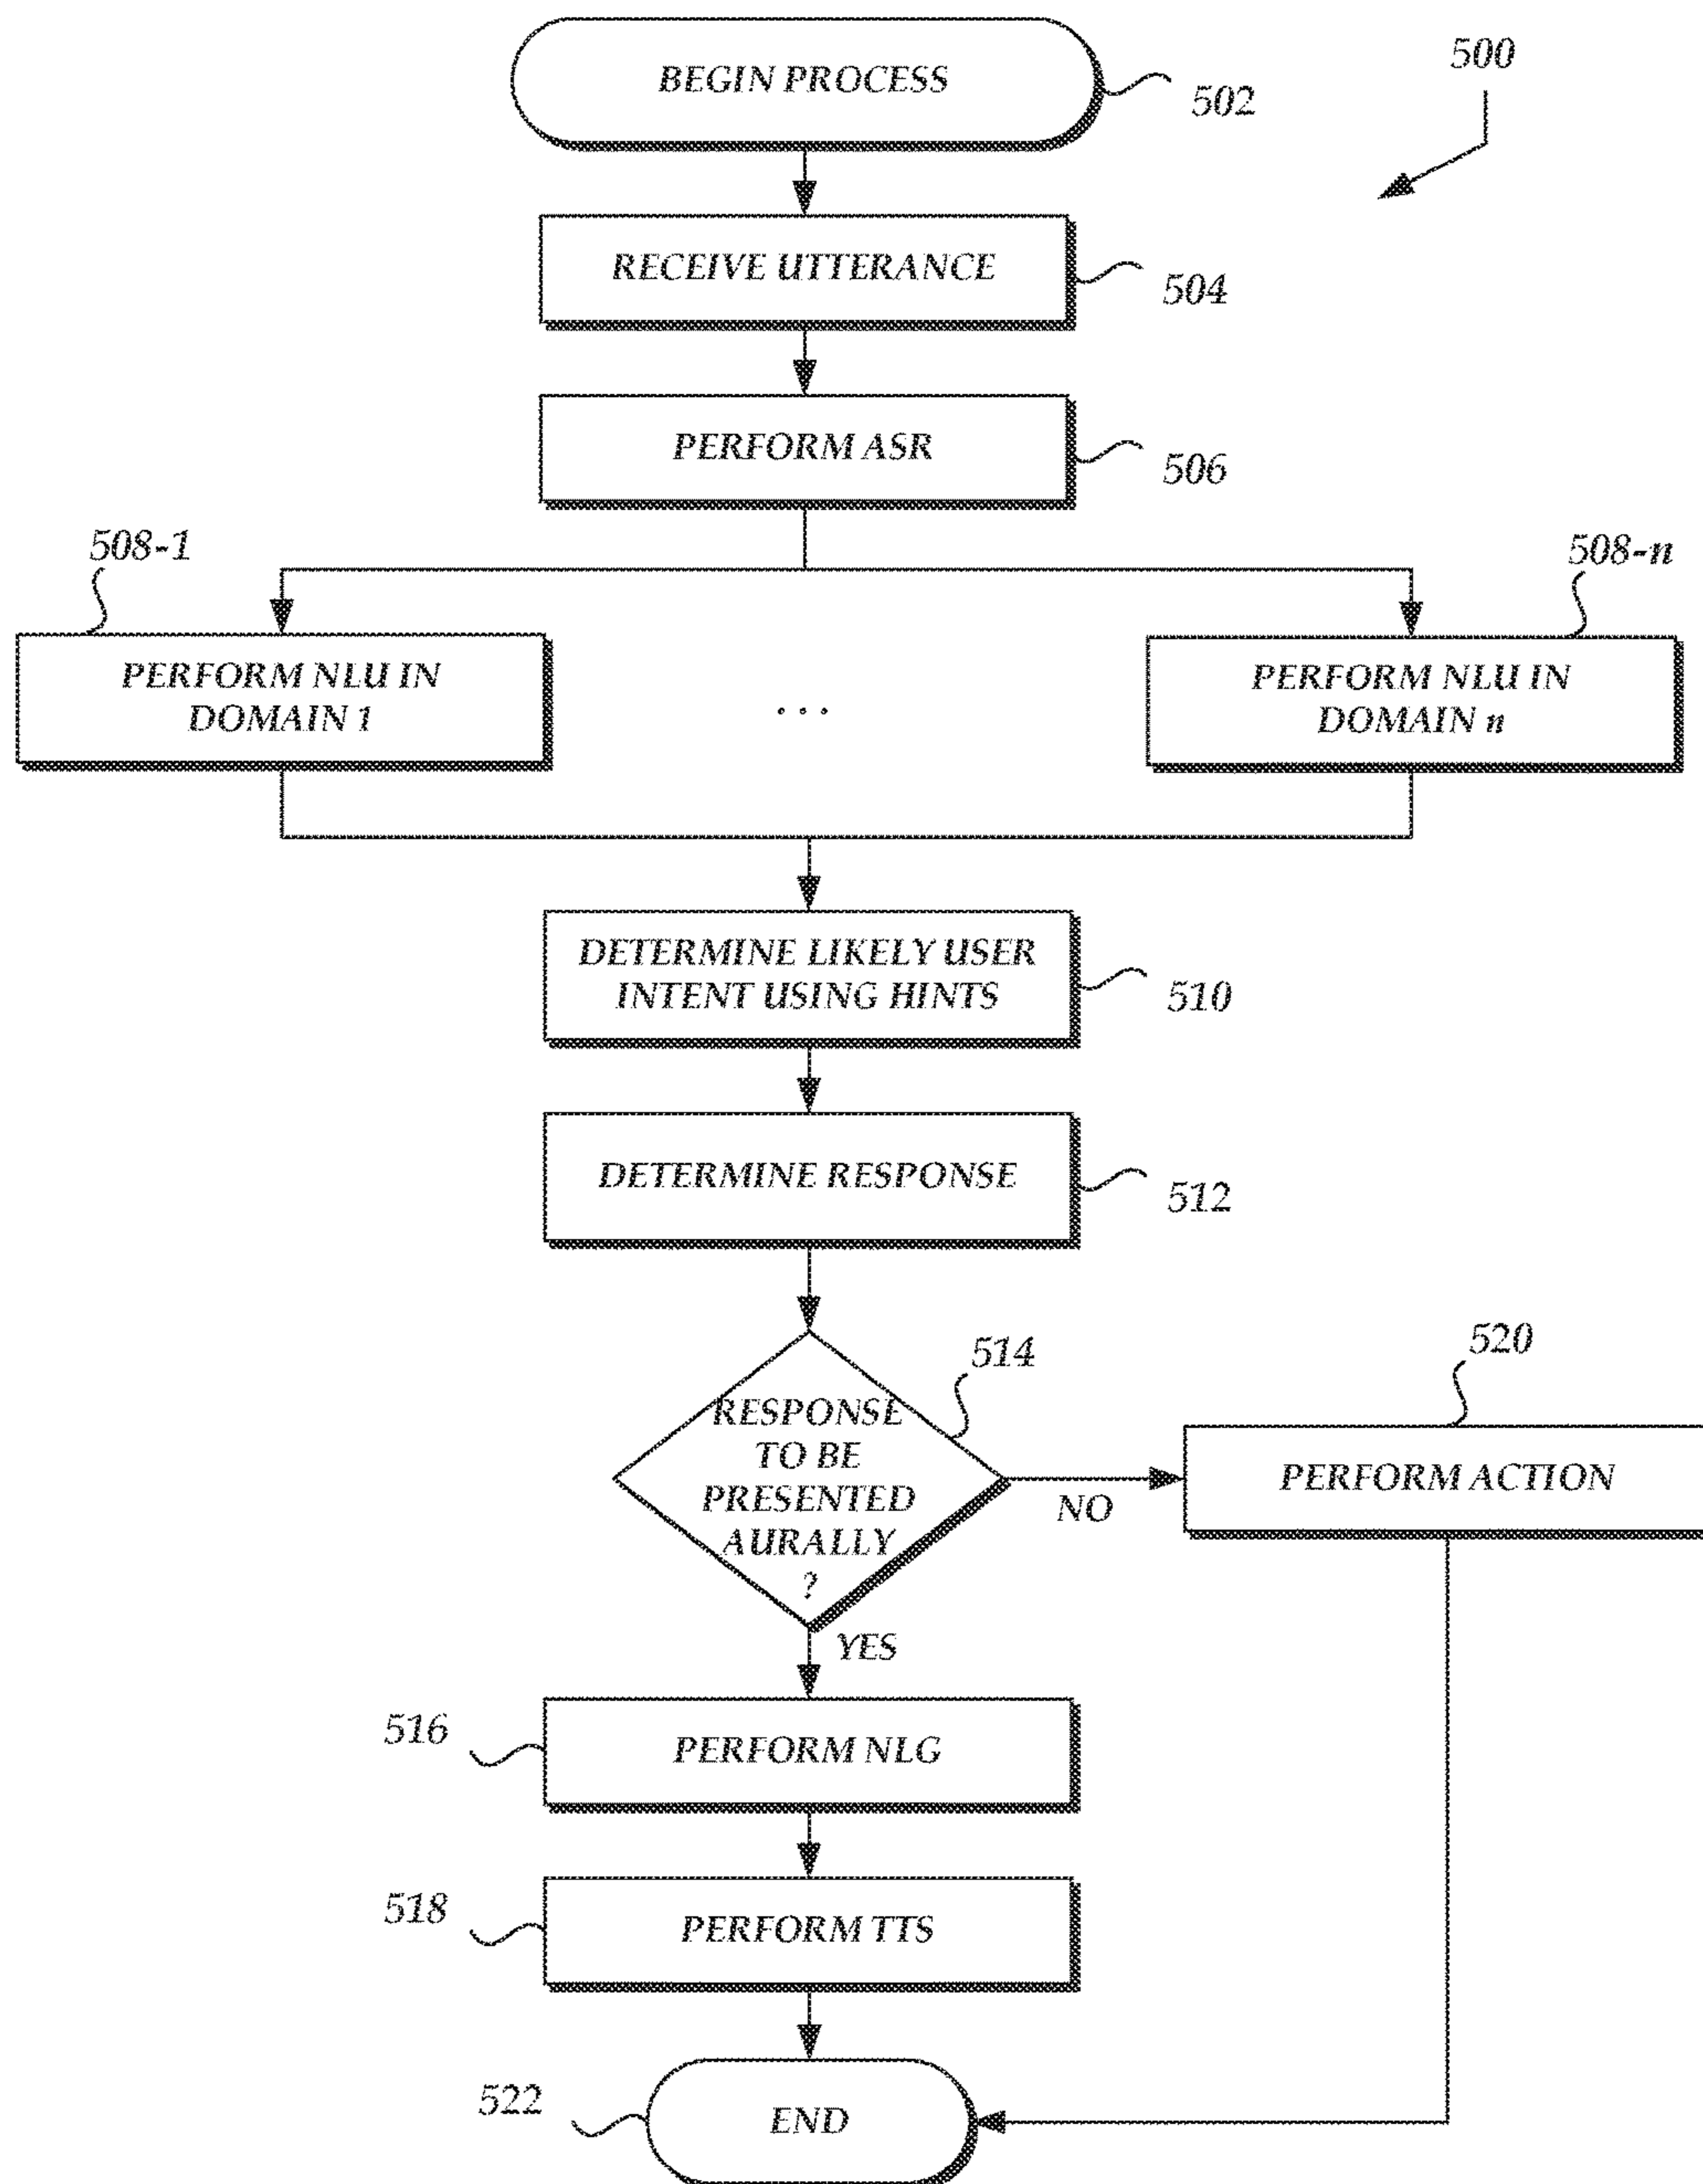 BEGIN PROCESS
502
500
RECEIVE UTTERANCE
504
PERFORM ASR
506
508-1
508-n
PERFORM NLU IN
DOMAIN 1
. . .
PERFORM NLU IN
DOMAIN n
DETERMINE LIKELY USER
INTENT USING HINTS
510
DETERMINE RESPONSE
512
514
RESPONSE
TO BE
PRESENTED
AURALLY
?
NO
520
PERFORM ACTION
YES
516
PERFORM NLG
518
PERFORM TTS
522
END